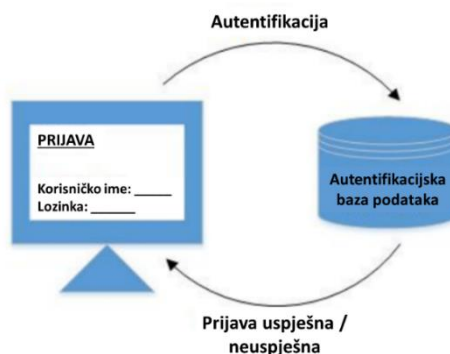 Autentifikacija
PRIJAVA
Korisničko ime: _____
Lozinka: ______
Autentifikacijska
baza podataka
Prijava uspješna /
neuspješna